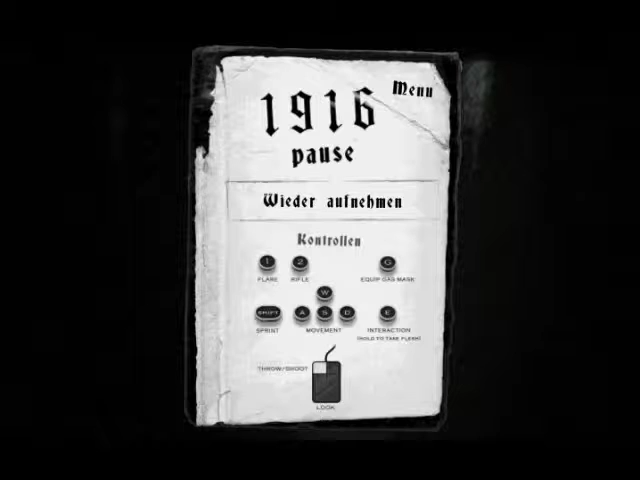 Menu
1916
pause
Wieder aufnehmen
Kontrollen
1 2 G
FLARE RIFLE EQUIP GAS MASK
W
SHIFT A S D E
SPRINT MOVEMENT INTERACTION
(HOLD TO TAKE FLESH)
THROW/SHOOT
LOOK